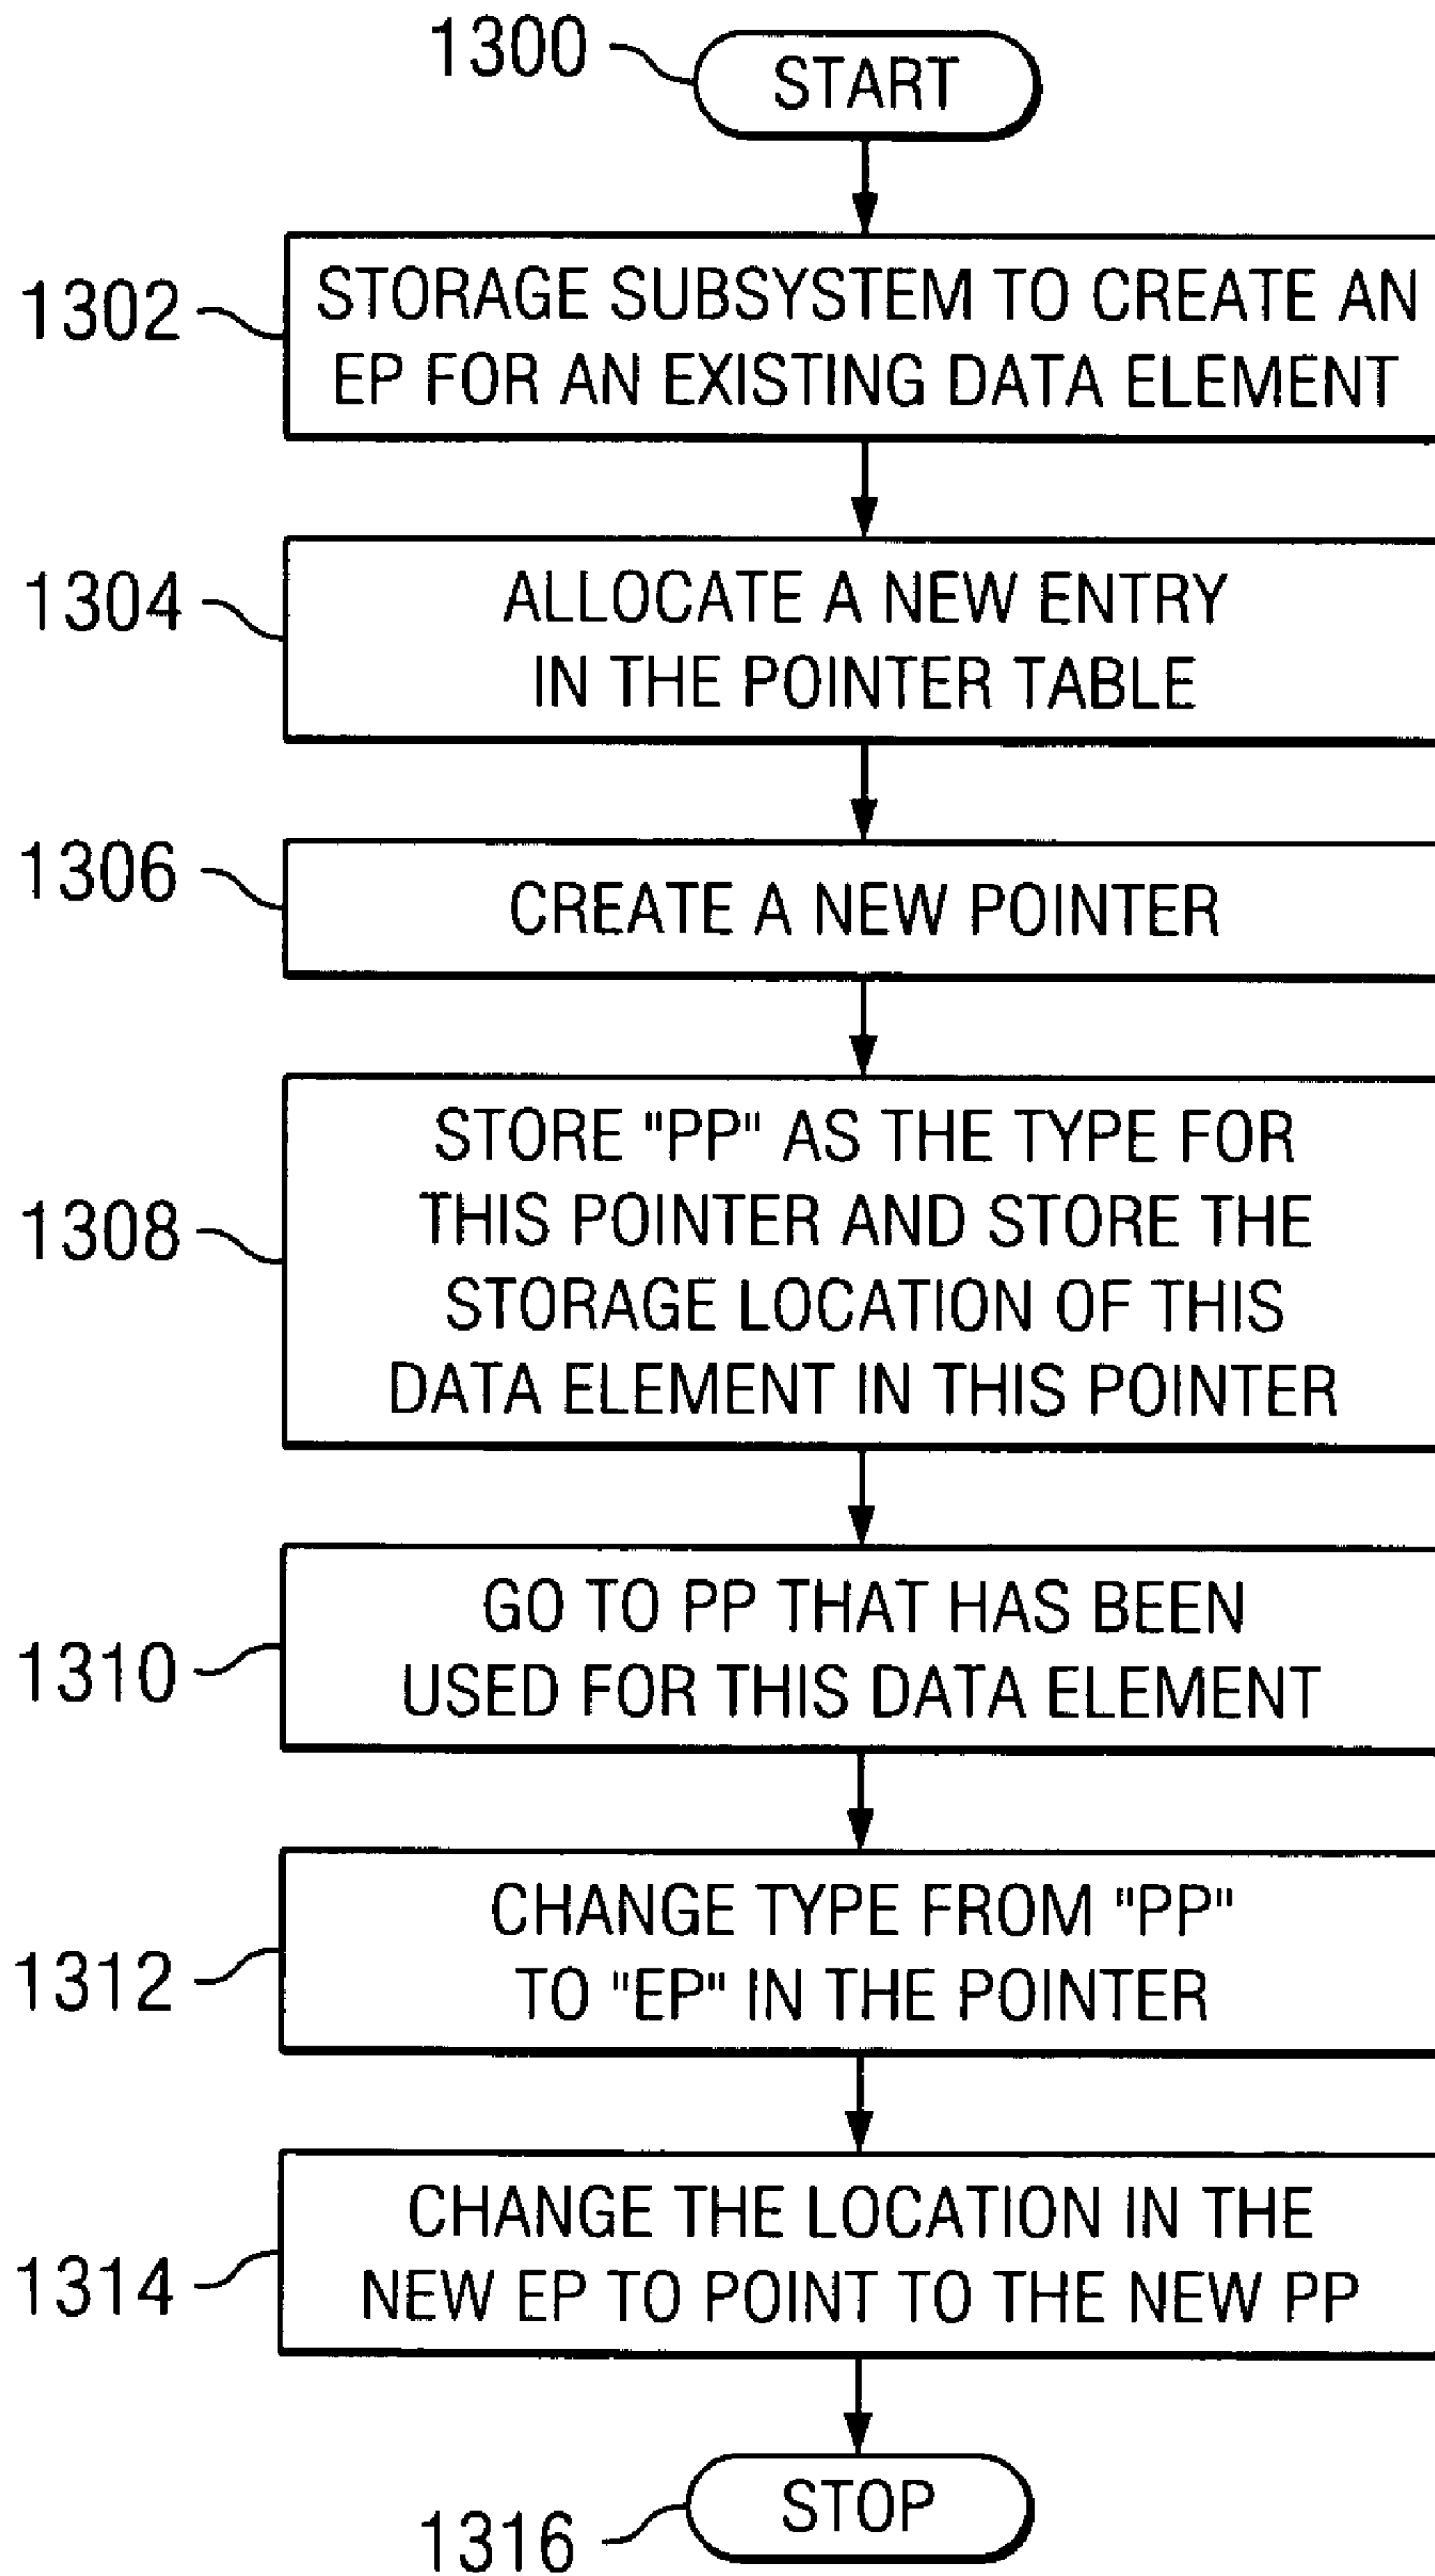 1300
START
1302
STORAGE SUBSYSTEM TO CREATE AN
EP FOR AN EXISTING DATA ELEMENT
1304
ALLOCATE A NEW ENTRY
IN THE POINTER TABLE
1306
CREATE A NEW POINTER
1308
STORE "PP" AS THE TYPE FOR
THIS POINTER AND STORE THE
STORAGE LOCATION OF THIS
DATA ELEMENT IN THIS POINTER
1310
GO TO PP THAT HAS BEEN
USED FOR THIS DATA ELEMENT
1312
CHANGE TYPE FROM "PP"
TO "EP" IN THE POINTER
1314
CHANGE THE LOCATION IN THE
NEW EP TO POINT TO THE NEW PP
1316
STOP